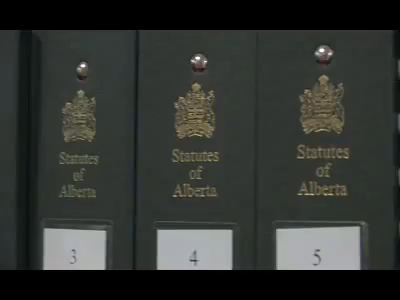 Statutes
of
Alberta
3
Statutes
of
Alberta
4
Statutes
of
Alberta
5